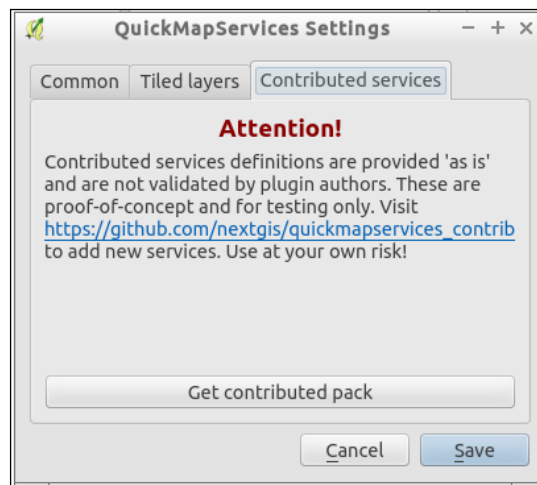 QuickMapServices Settings
Common Tiled layers Contributed services
Attention!
Contributed services definitions are provided 'as is'
and are not validated by plugin authors. These are
proof-of-concept and for testing only. Visit
https://github.com/nextgis/quickmapservices_contrib
to add new services. Use at your own risk!
Get contributed pack
Cancel Save